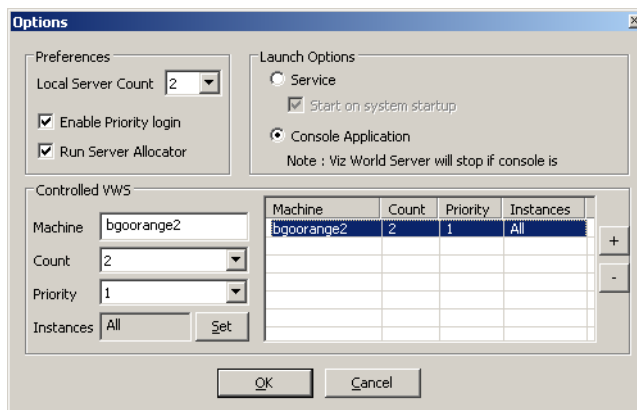 Options
Preferences
Local Server Count 2
Enable Priority login
Run Server Allocator
Launch Options
Service
Start on system startup
Console Application
Note : Viz World Server will stop if console is
Controlled VWS
Machine bgoorange2
Count 2
Priority 1
Instances All Set
Machine Count Priority Instances
bgoorange2 2 1 All
+
-
OK Cancel